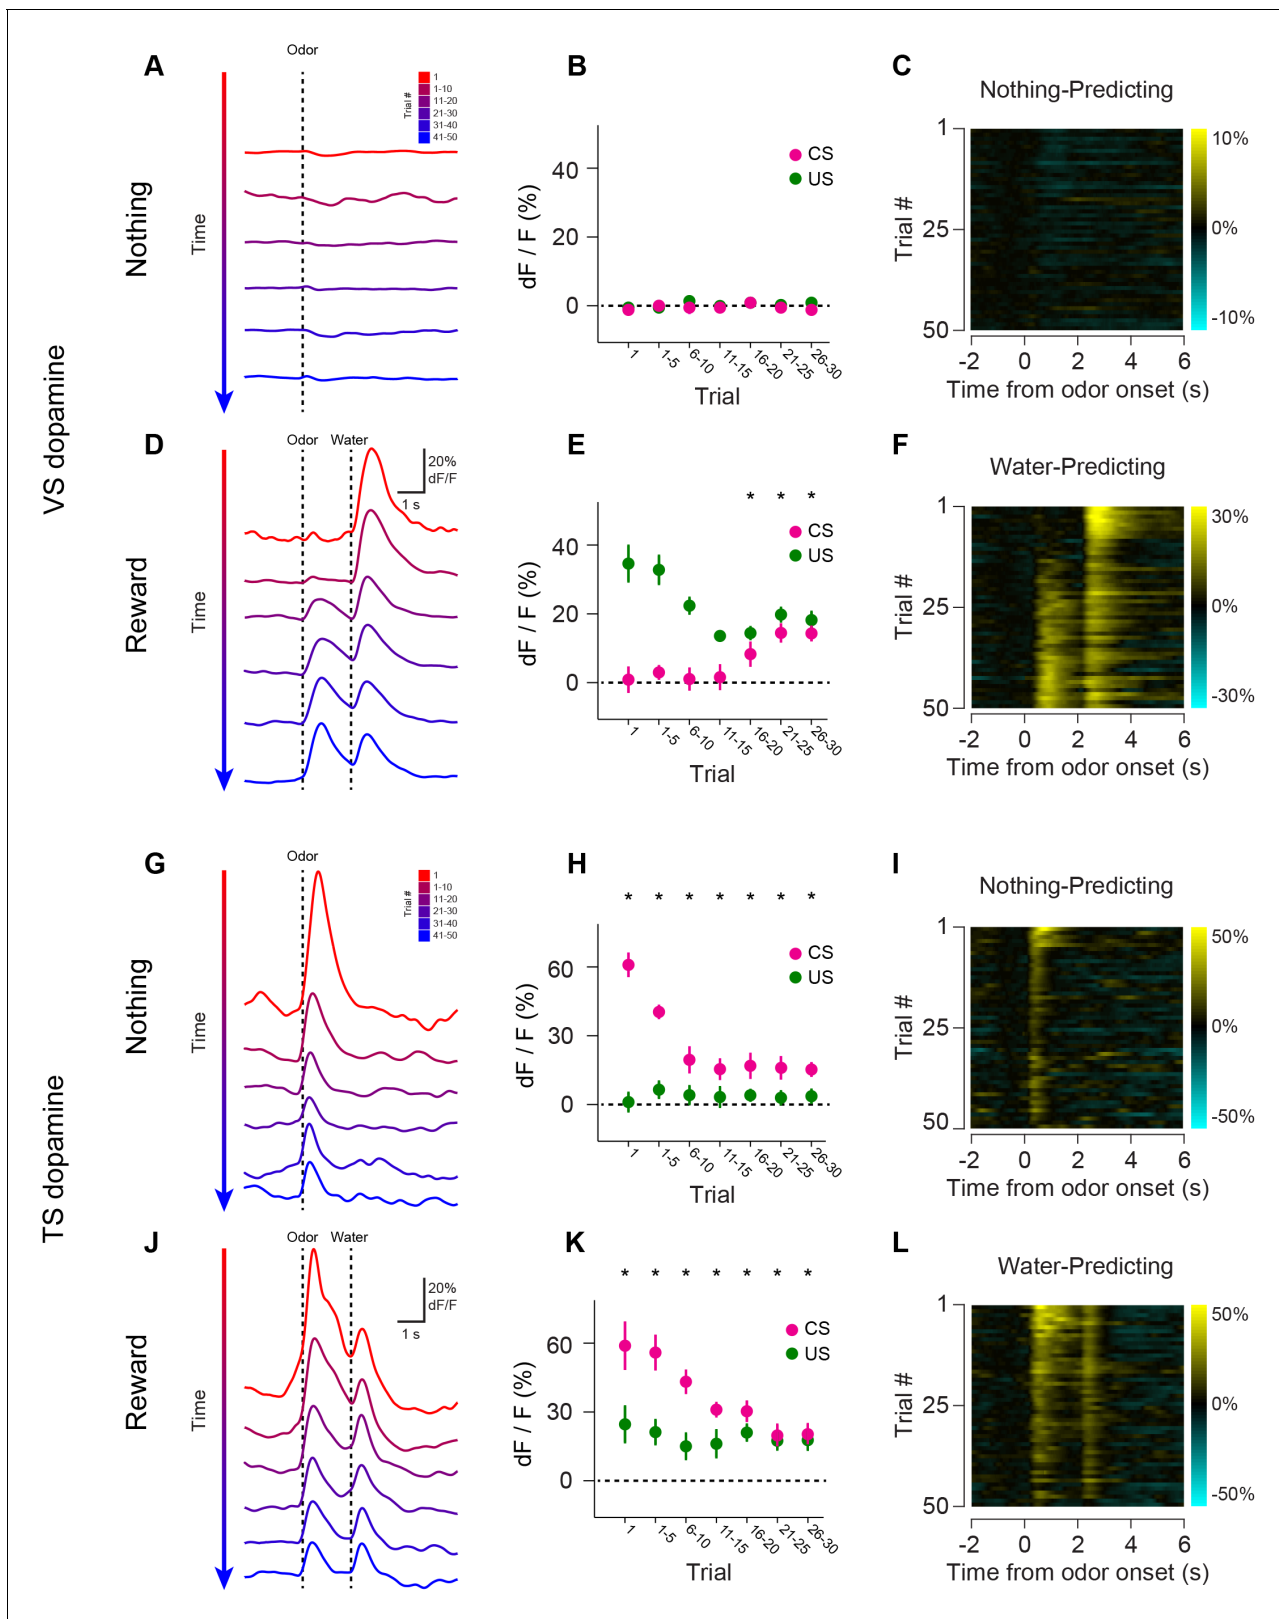 VS dopamine
A
Odor
Trial #
1
1-10
11-20
21-30
31-40
41-50
Nothing
Time
B
dF / F (%)
40
20
0
CS
US
1
1-5
6-10
11-15
16-20
21-25
26-30
Trial
C
Nothing-Predicting
Trial #
1
25
50
10%
0%
-10%
-2 0 2 4 6
Time from odor onset (s)
D
Odor Water
20%
dF/F
1 s
Reward
Time
E
* * *
dF / F (%)
40
20
0
CS
US
1
1-5
6-10
11-15
16-20
21-25
26-30
Trial
F
Water-Predicting
Trial #
1
25
50
30%
0%
-30%
-2 0 2 4 6
Time from odor onset (s)
TS dopamine
G
Odor
Trial #
1
1-10
11-20
21-30
31-40
41-50
Nothing
Time
H
* * * * * * *
dF / F (%)
60
30
0
CS
US
1
1-5
6-10
11-15
16-20
21-25
26-30
Trial
I
Nothing-Predicting
Trial #
1
25
50
50%
0%
-50%
-2 0 2 4 6
Time from odor onset (s)
J
Odor Water
20%
dF/F
1 s
Reward
Time
K
* * * * * * *
dF / F (%)
60
30
0
CS
US
1
1-5
6-10
11-15
16-20
21-25
26-30
Trial
L
Water-Predicting
Trial #
1
25
50
50%
0%
-50%
-2 0 2 4 6
Time from odor onset (s)